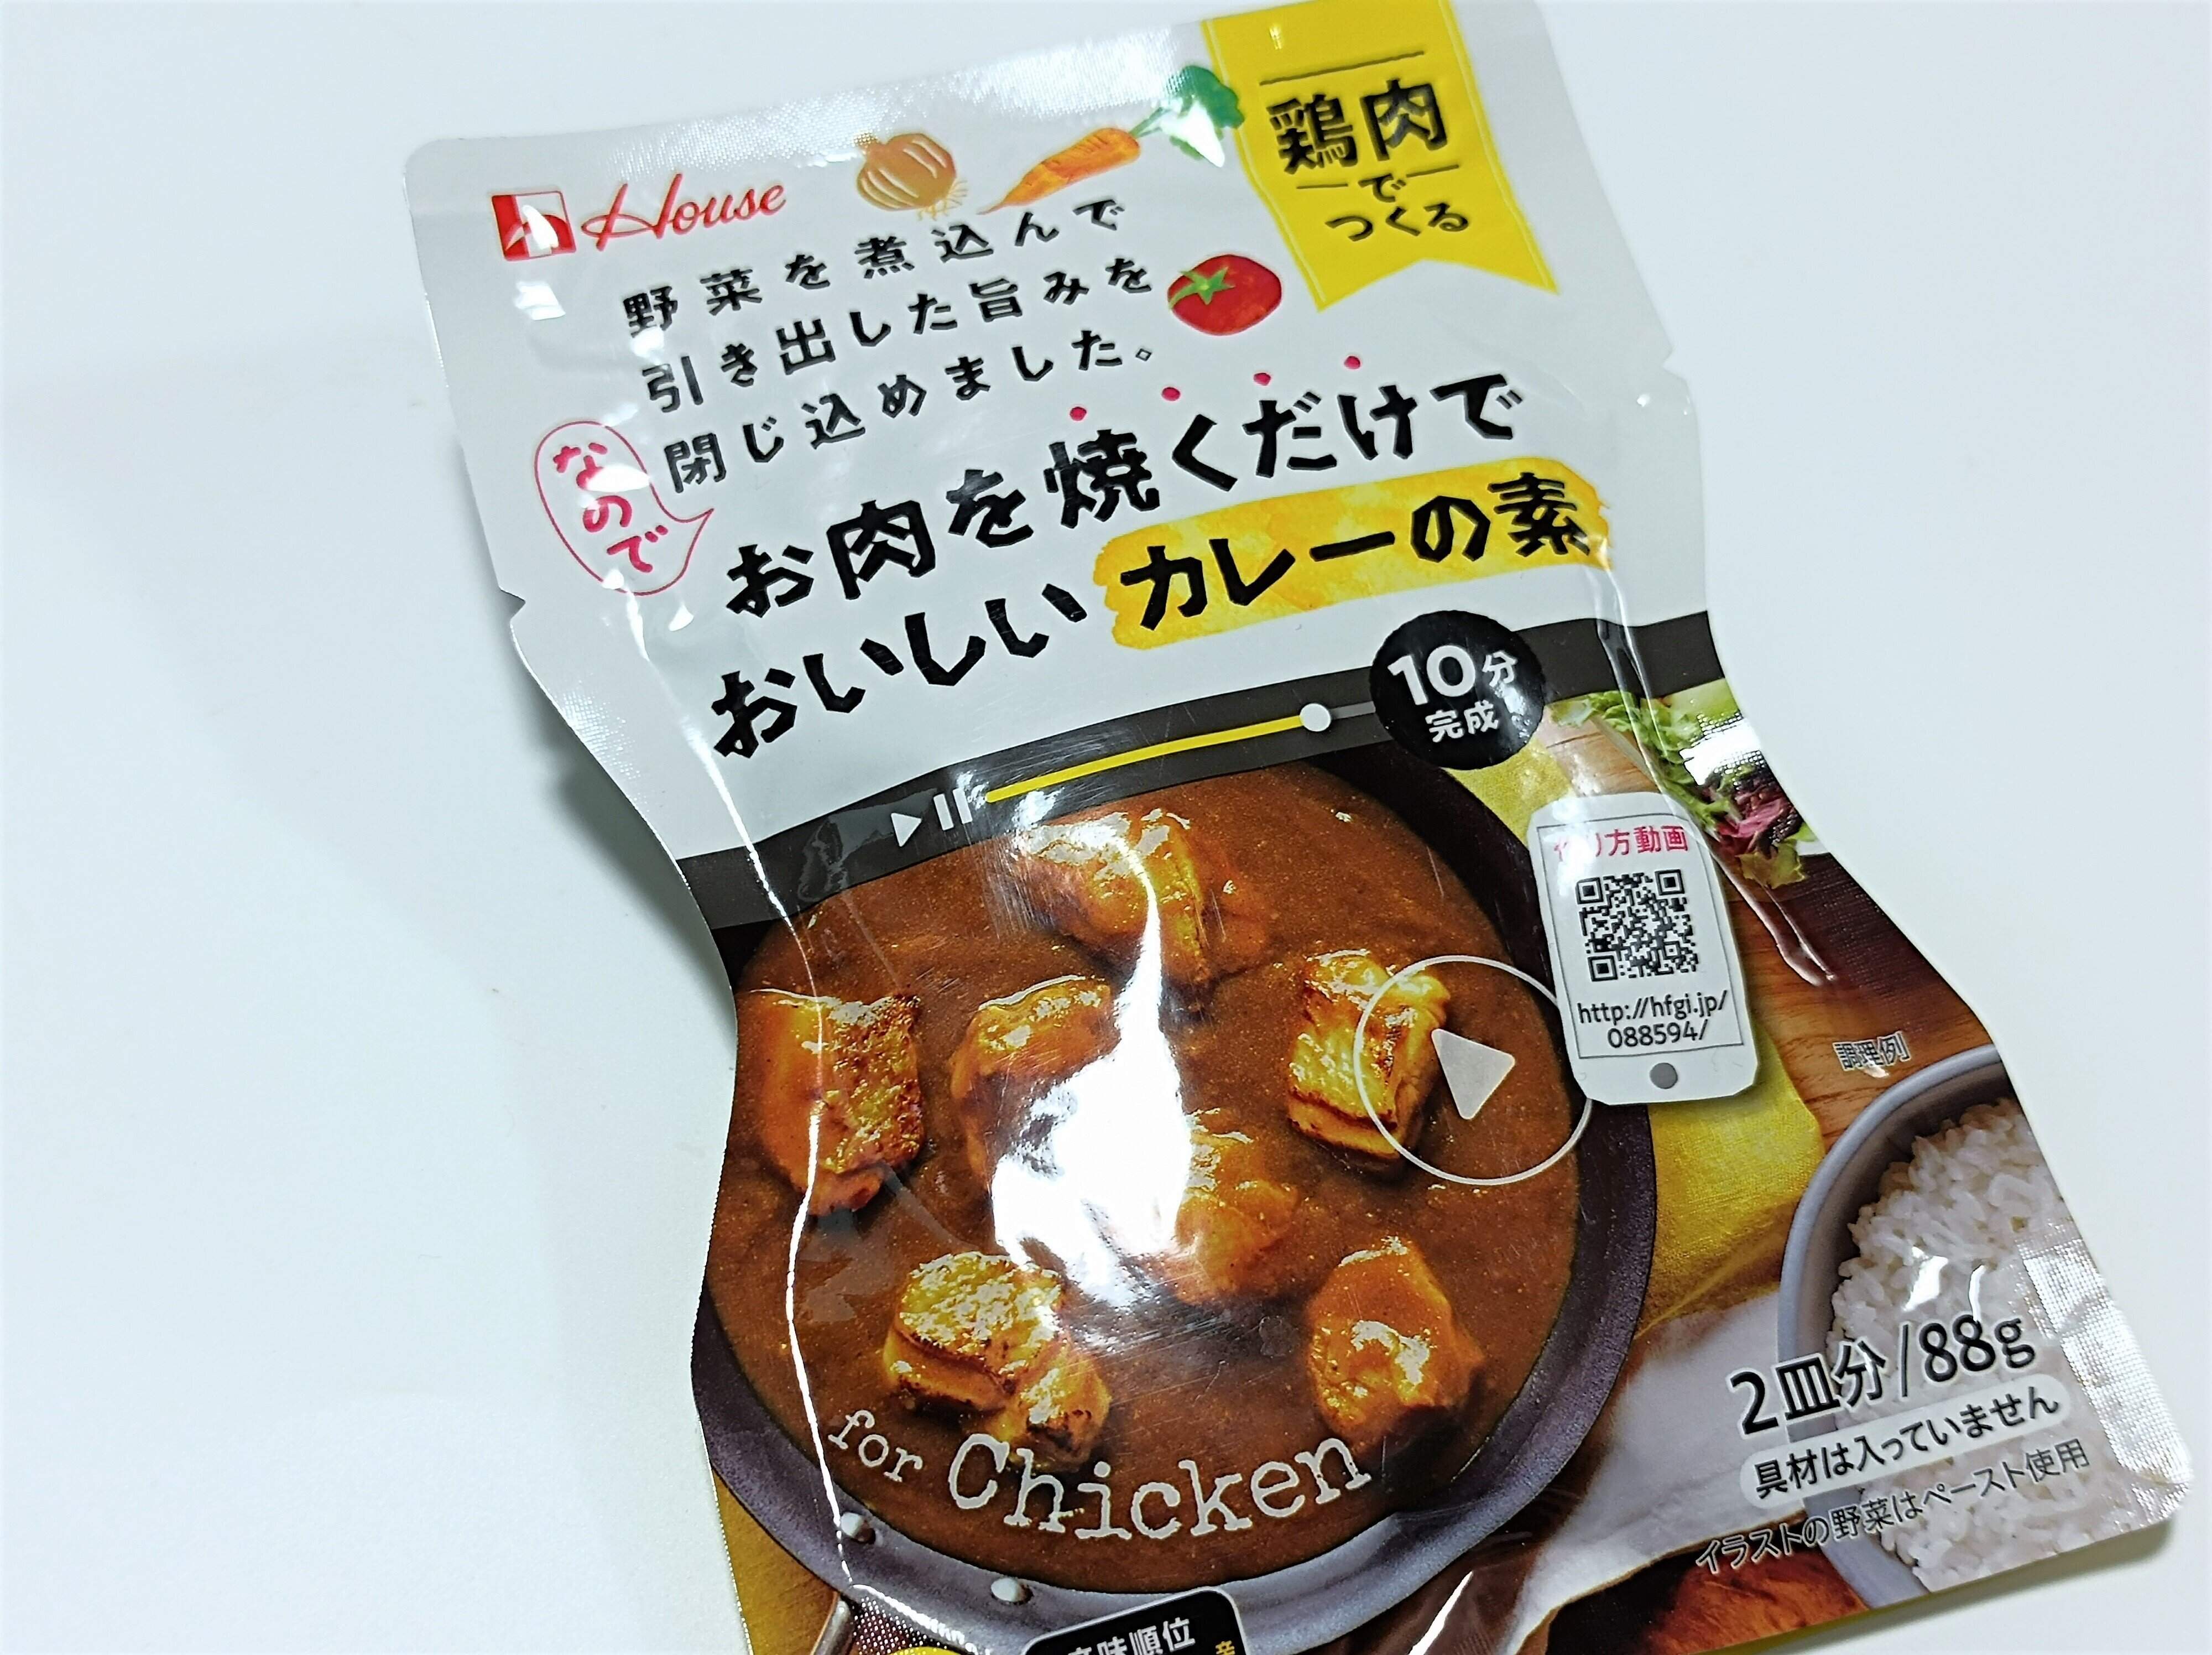 House
鶏肉
で
つくる
野菜を煮込んで
引き出した旨みを
閉じ込めました。
なので
お肉を焼くだけで
おいしいカレーの素
10分
完成
作り方動画
http://hfgi.jp/
088594/
調理例
for Chicken
2皿分/88g
具材は入っていません
イラストの野菜はペースト使用
辛味順位